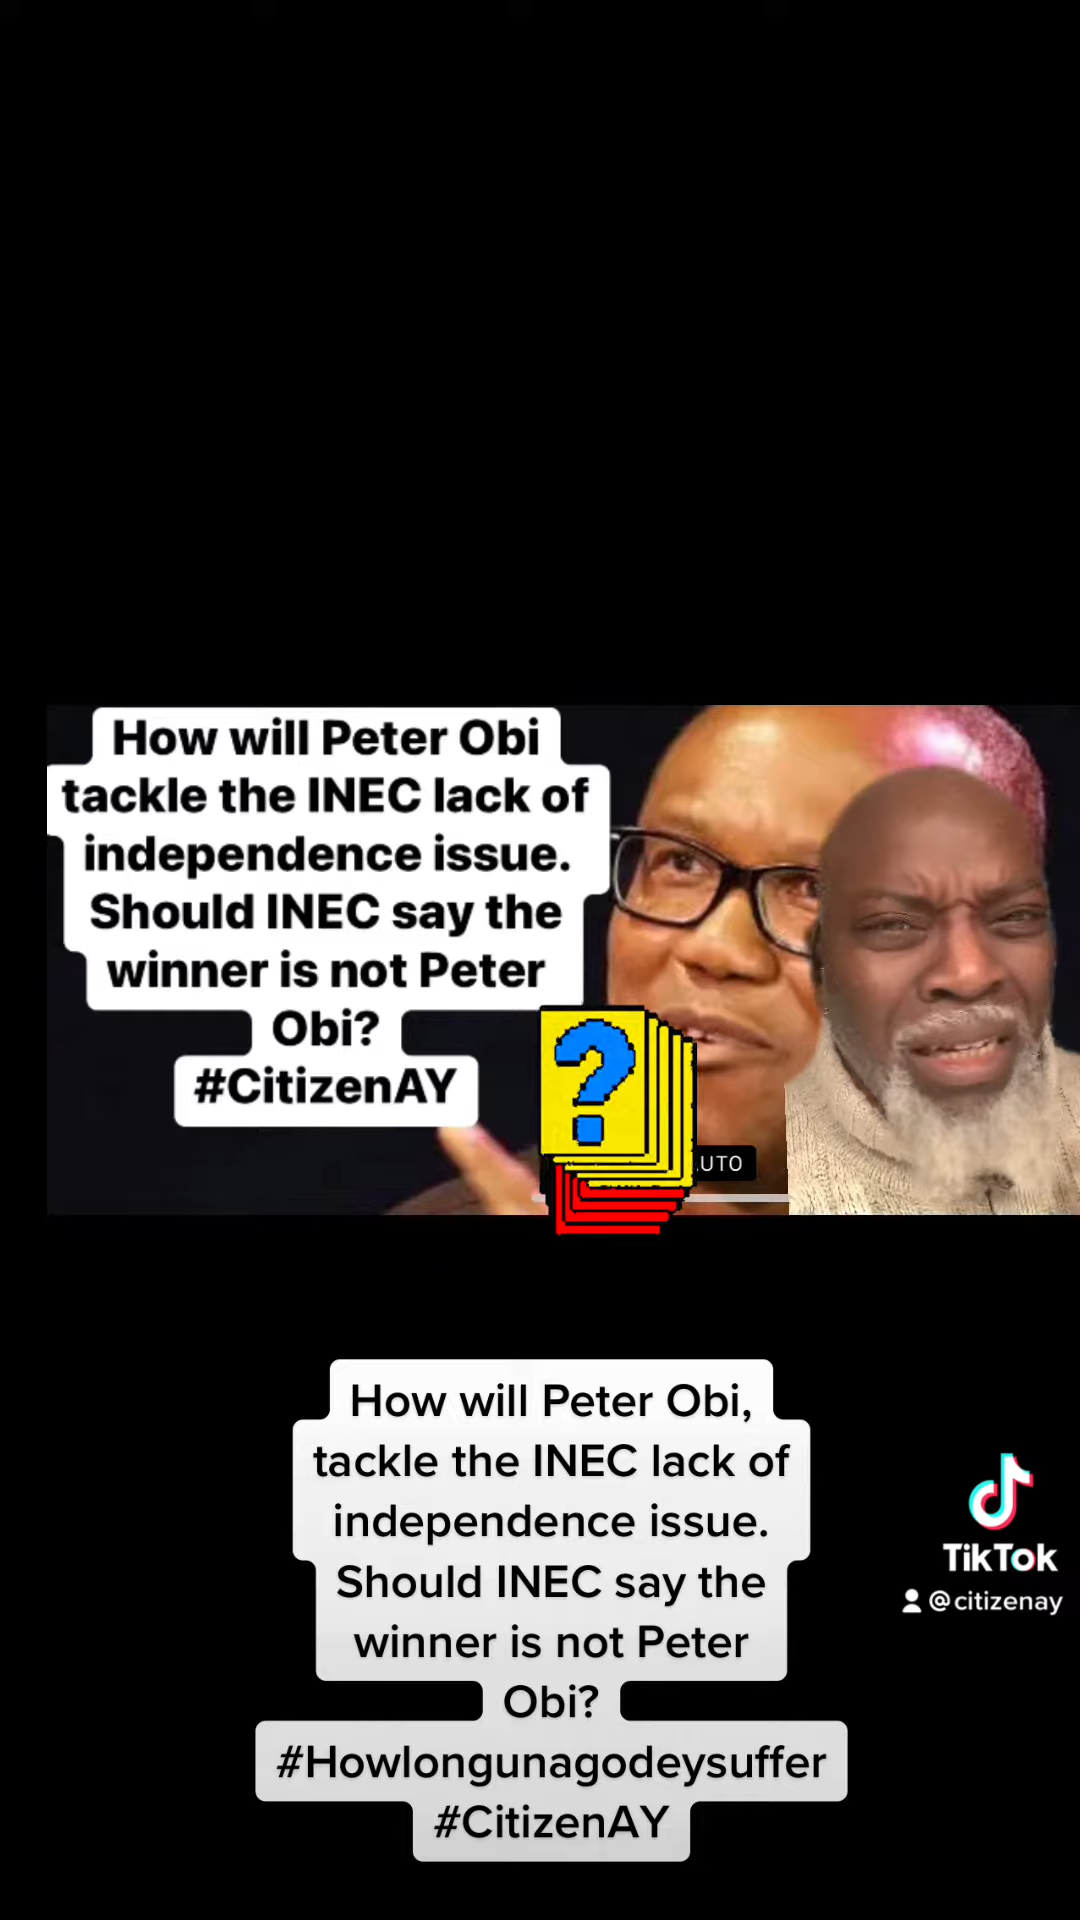 How will Peter Obi
tackle the INEC lack of
independence issue.
Should INEC say the
winner is not Peter
Obi?
#CitizenAY
?
UTO
How will Peter Obi,
tackle the INEC lack of
independence issue.
Should INEC say the
winner is not Peter
Obi?
#Howlongunagodeysuffer
#CitizenAY
TikTok
@citizenay